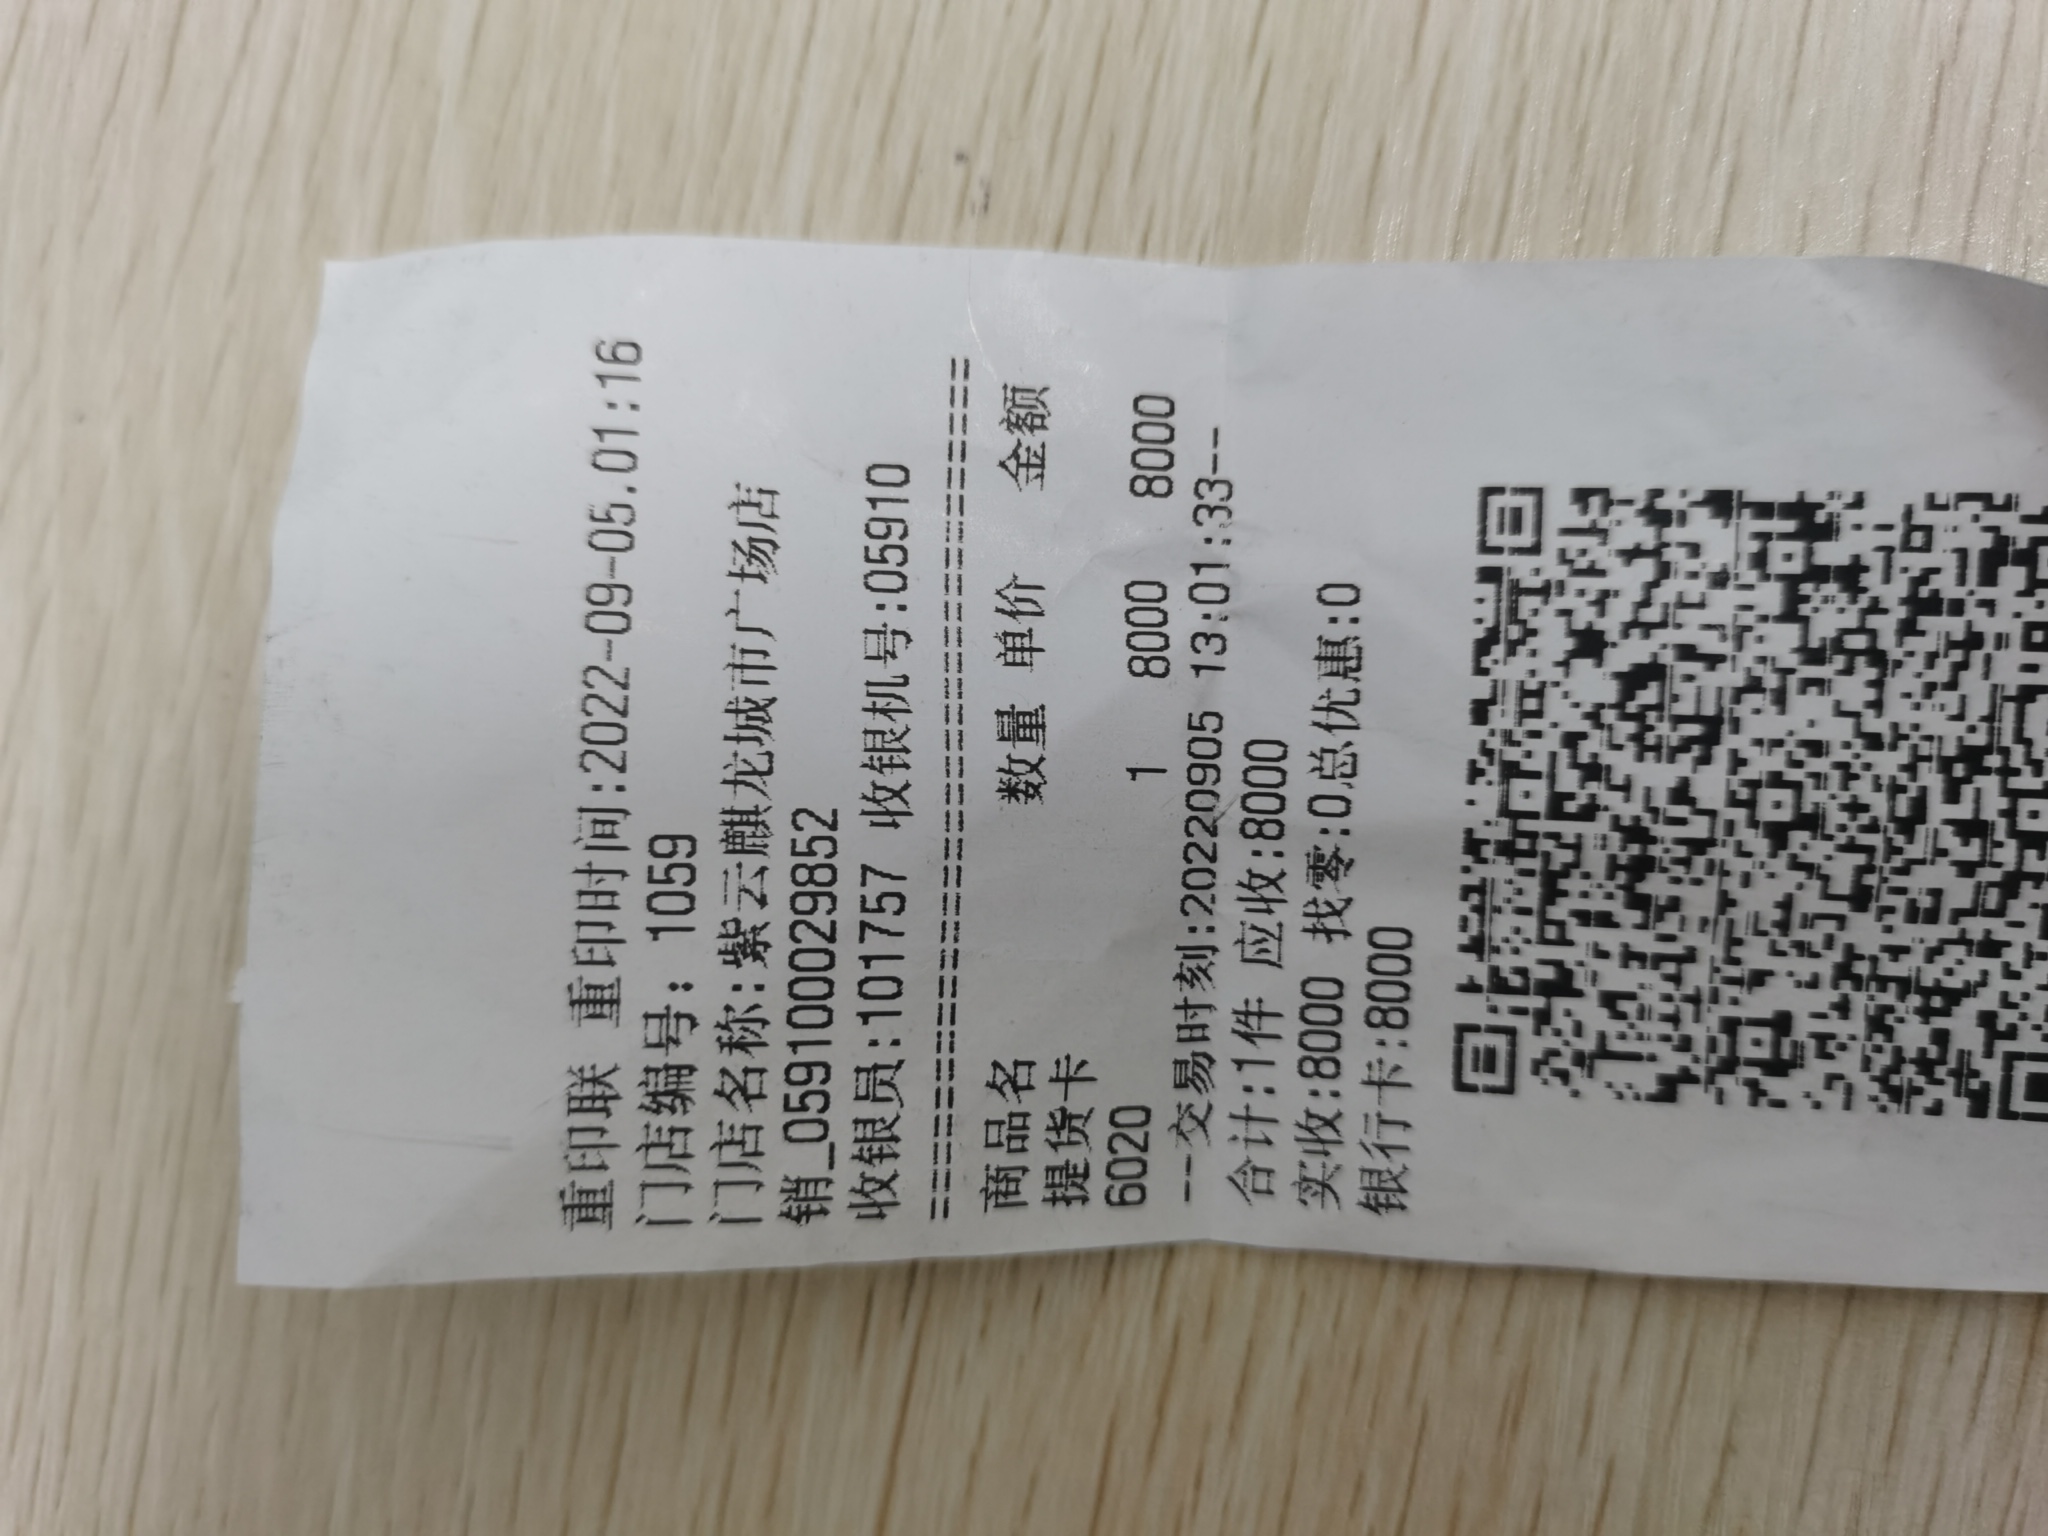 重印联 重印时间:2022-09-05.01:16
门店编号: 1059
门店名称:紫云麒龙城市广场店
销_0591000029852
收银员:101757 收银机号:05910
================================
商品名 数量 单价 金额
提货卡
6020 1 8000 8000
--交易时刻:20220905 13:01:33--
合计:1件 应收:8000
实收:8000 找零:0总优惠:0
银行卡:8000